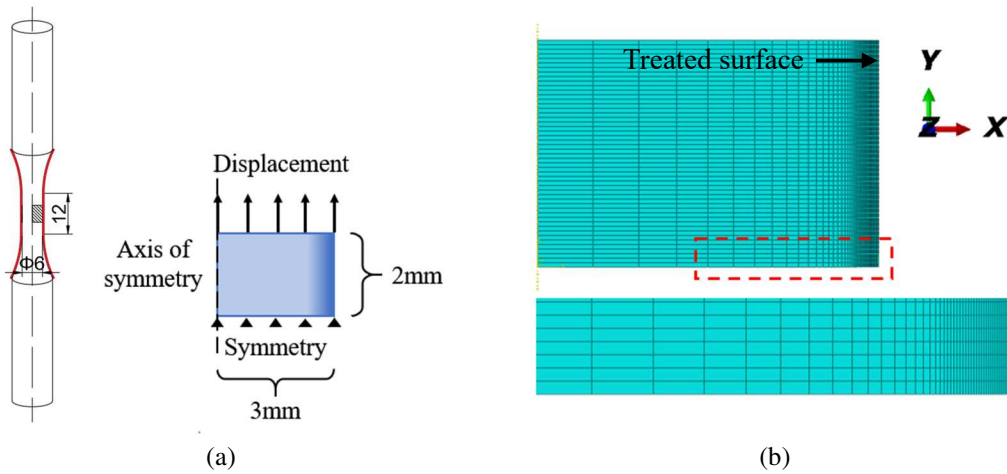 Treated surface
Y
Z
X
Displacement
12
Axis of
symmetry
Φ6
2mm
Symmetry
3mm
(a)
(b)